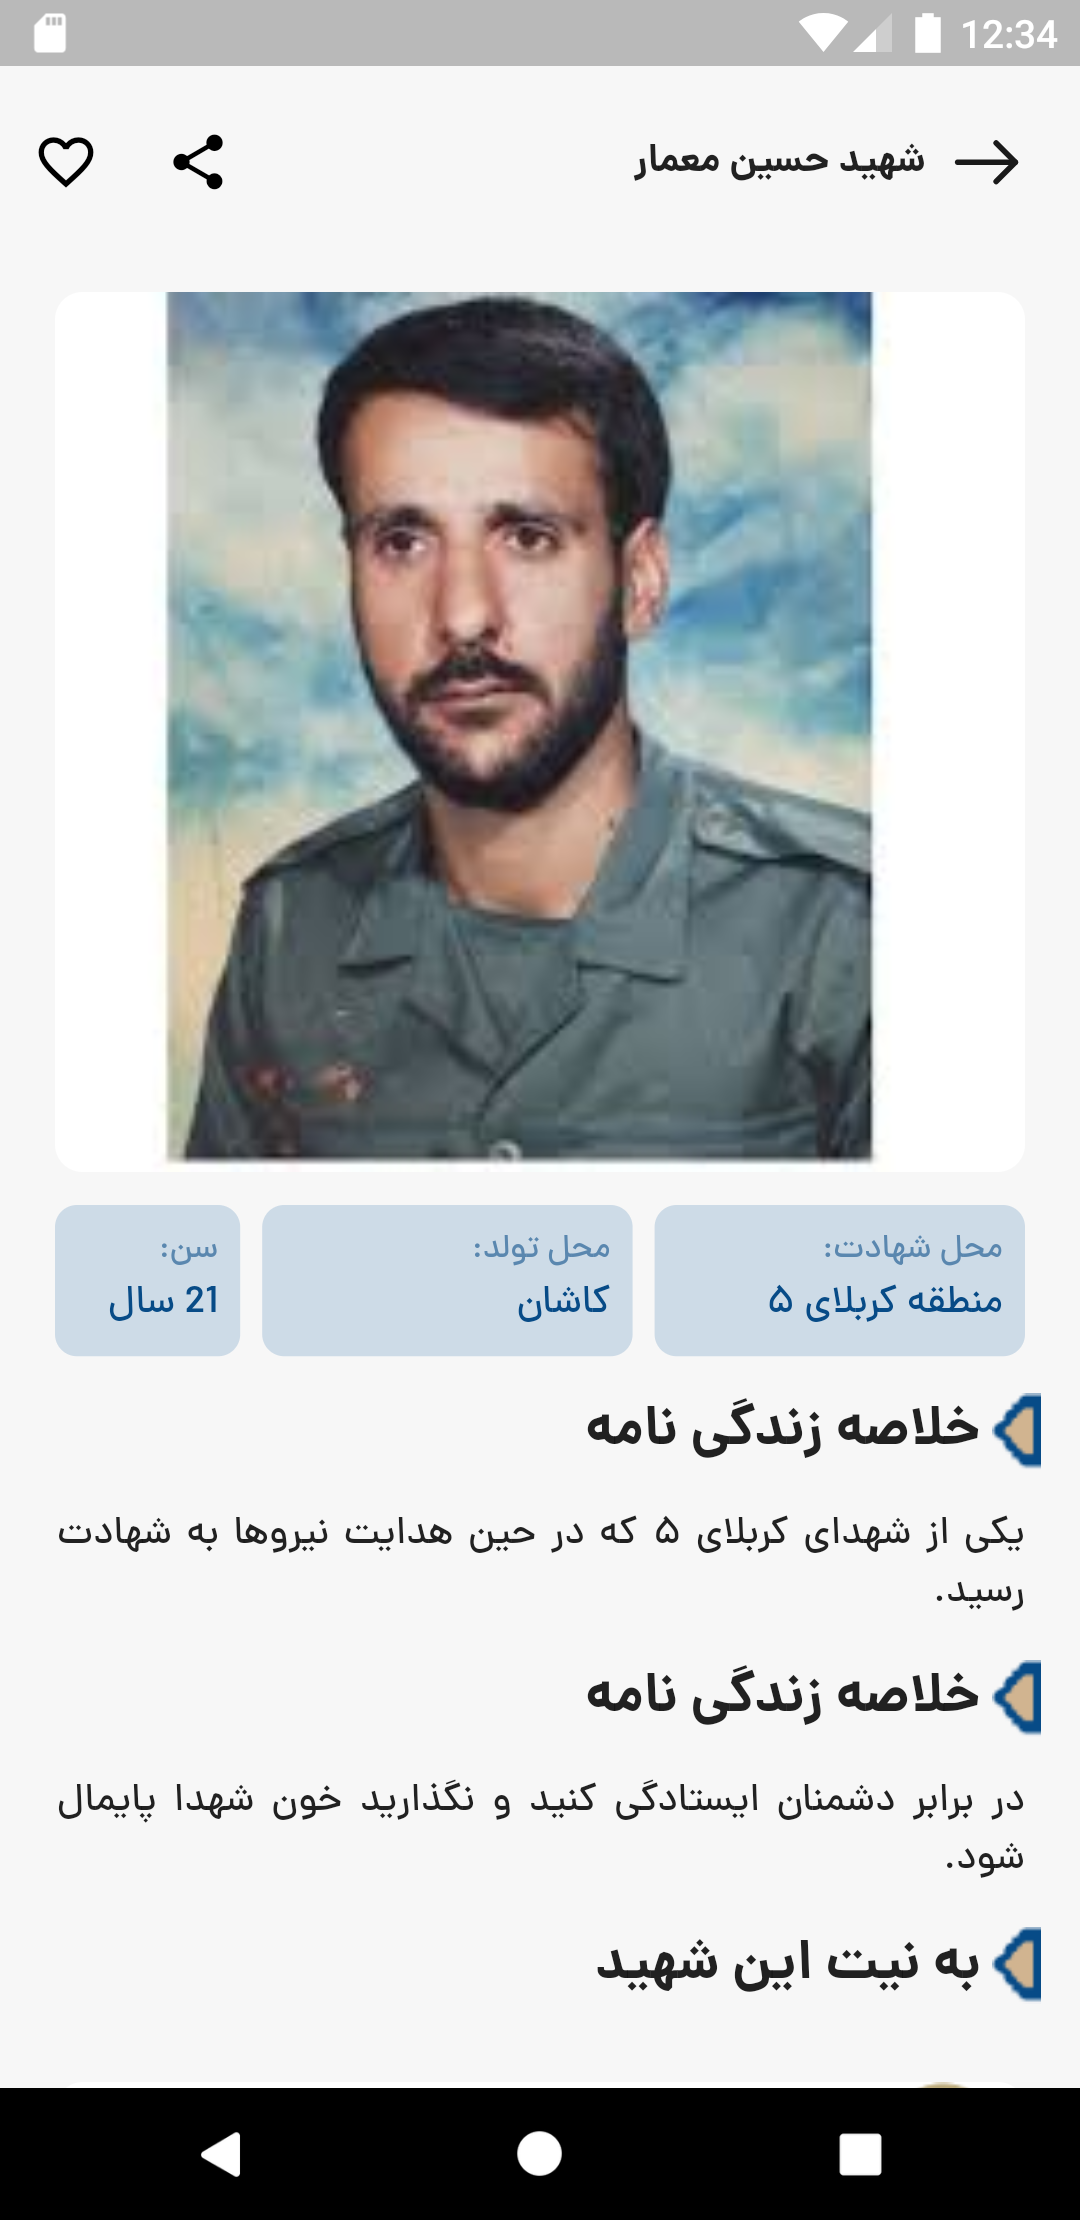 12:34
شهید حسین معمار
محل شهادت:
منطقه کربلای ۵
محل تولد:
کاشان
سن:
21 سال
خلاصه زندگی نامه
یکی از شهدای کربلای ۵ که در حین هدایت نیروها به شهادت
رسید.
خلاصه زندگی نامه
در برابر دشمنان ایستادگی کنید و نگذارید خون شهدا پایمال
شود.
به نیت این شهید